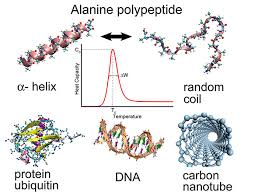 Alanine polypeptide
C
Heat Capacity
ΔW
T
Temperature
α- helix
random
coil
protein
ubiquitin
DNA
carbon
nanotube